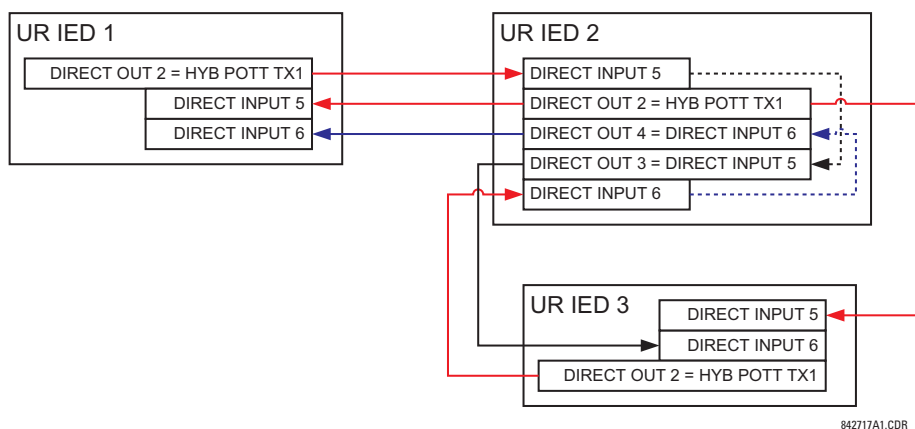 UR IED 1
DIRECT OUT 2 = HYB POTT TX1
DIRECT INPUT 5
DIRECT INPUT 6
UR IED 2
DIRECT INPUT 5
DIRECT OUT 2 = HYB POTT TX1
DIRECT OUT 4 = DIRECT INPUT 6
DIRECT OUT 3 = DIRECT INPUT 5
DIRECT INPUT 6
UR IED 3
DIRECT INPUT 5
DIRECT INPUT 6
DIRECT OUT 2 = HYB POTT TX1
842717A1.CDR